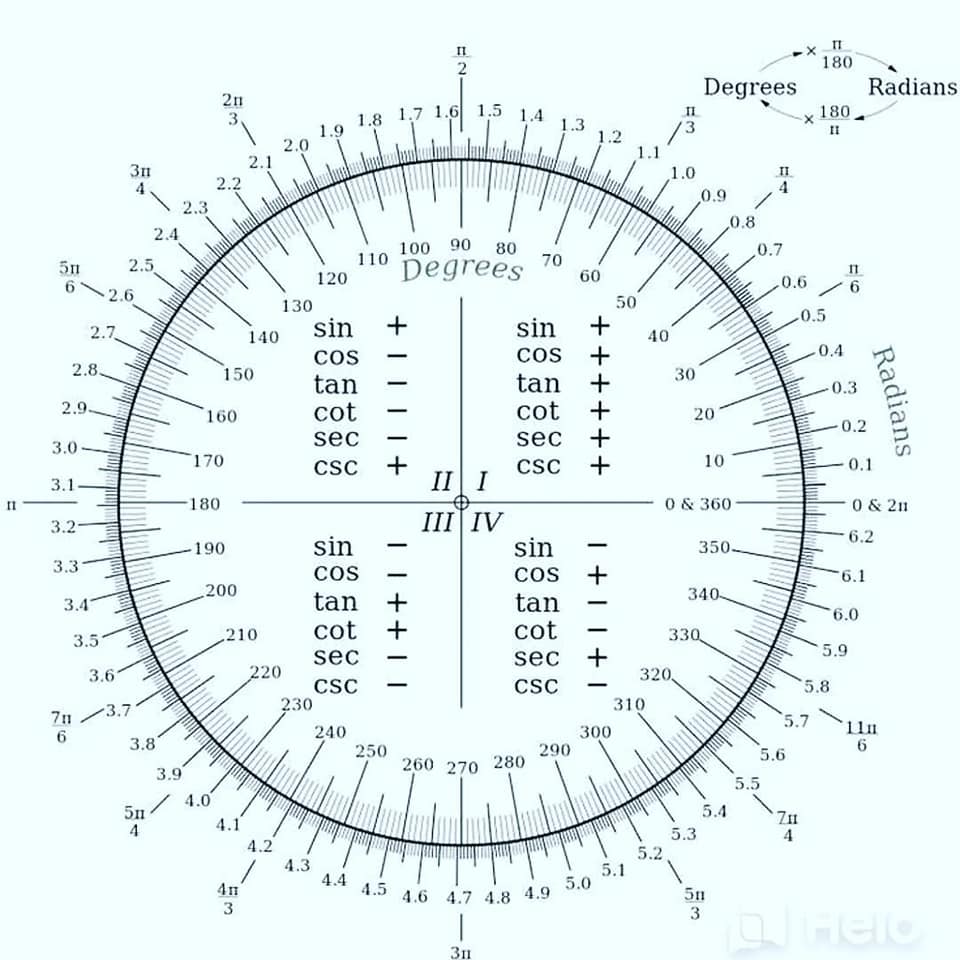 π/2
Degrees × π/180 Radians
× 180/π
2π/3
π/3
3π/4
π/4
5π/6
π/6
π
0 & 2π
7π/6
11π/6
5π/4
7π/4
4π/3
5π/3
3π
0.1
0.2
0.3
0.4
0.5
0.6
0.7
0.8
0.9
1.0
1.1
1.2
1.3
1.4
1.5
1.6
1.7
1.8
1.9
2.0
2.1
2.2
2.3
2.4
2.5
2.6
2.7
2.8
2.9
3.0
3.1
3.2
3.3
3.4
3.5
3.6
3.7
3.8
3.9
4.0
4.1
4.2
4.3
4.4
4.5
4.6
4.7
4.8
4.9
5.0
5.1
5.2
5.3
5.4
5.5
5.6
5.7
5.8
5.9
6.0
6.1
6.2
Radians
Degrees
0 & 360
10
20
30
40
50
60
70
80
90
100
110
120
130
140
150
160
170
180
190
200
210
220
230
240
250
260
270
280
290
300
310
320
330
340
350
sin +
cos −
tan −
cot −
sec −
csc +
II
sin +
cos +
tan +
cot +
sec +
csc +
I
III
sin −
cos −
tan +
cot +
sec −
csc −
IV
sin −
cos +
tan −
cot −
sec +
csc −
Helo